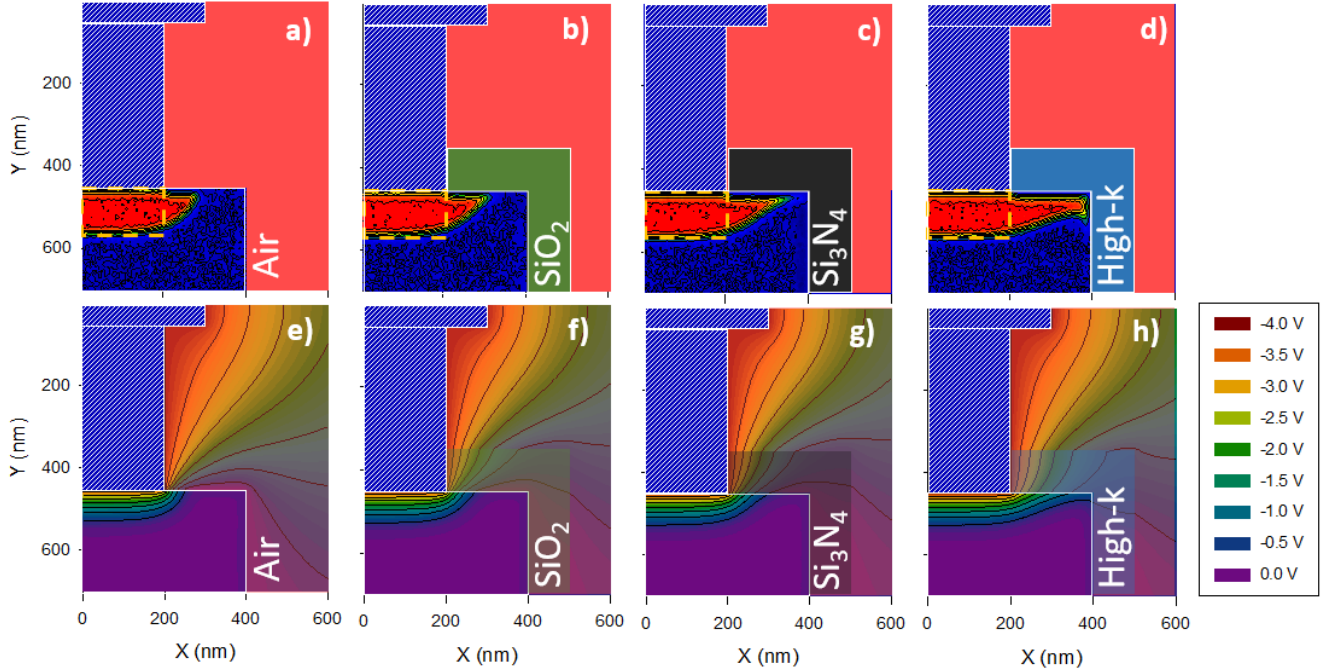 a)
b)
c)
d)
Y (nm)
200
400
600
Air
SiO2
Si3N4
High-k
e)
f)
g)
h)
Y (nm)
200
400
600
Air
SiO2
Si3N4
High-k
0 200 400 600
0 200 400 600
0 200 400 600
0 200 400 600
X (nm)
X (nm)
X (nm)
X (nm)
-4.0 V
-3.5 V
-3.0 V
-2.5 V
-2.0 V
-1.5 V
-1.0 V
-0.5 V
0.0 V